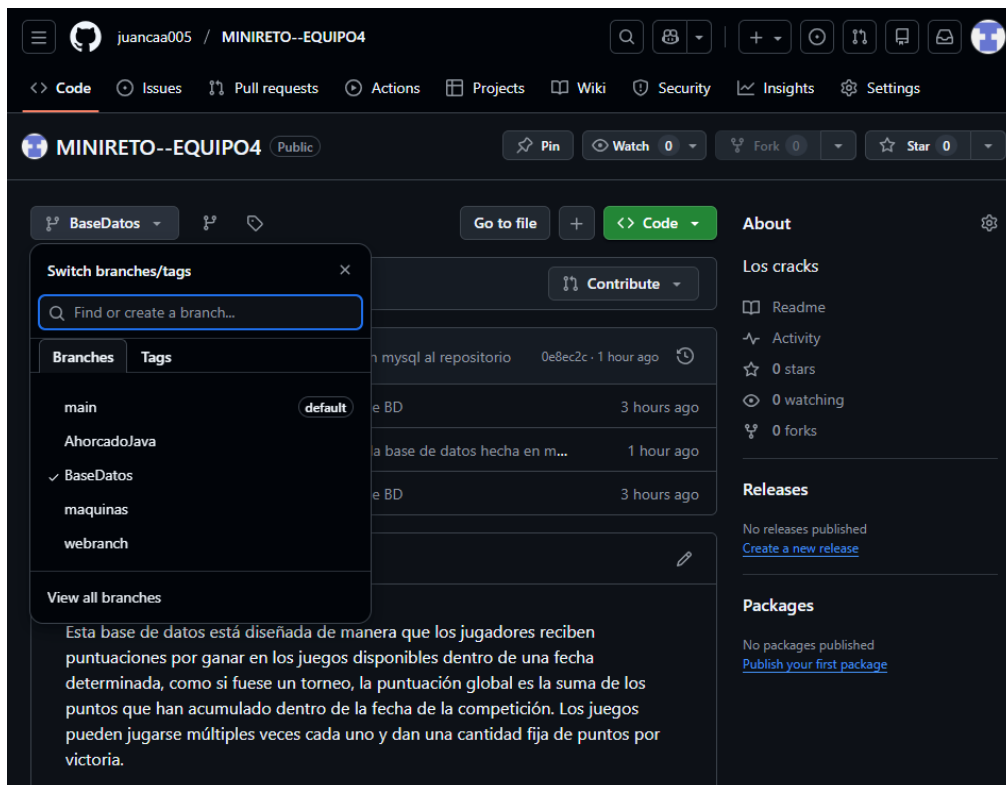 juancaa005 / MINIRETO--EQUIPO4
<> Code Issues Pull requests Actions Projects Wiki Security Insights Settings
MINIRETO--EQUIPO4 Public Pin Watch 0 Fork 0 Star 0
BaseDatos Go to file <> Code
Switch branches/tags
Find or create a branch...
Branches Tags
main default
AhorcadoJava
BaseDatos
maquinas
webranch
View all branches
Contribute
n mysql al repositorio 0e8ec2c · 1 hour ago
e BD 3 hours ago
a base de datos hecha en m... 1 hour ago
e BD 3 hours ago
Esta base de datos está diseñada de manera que los jugadores reciben
puntuaciones por ganar en los juegos disponibles dentro de una fecha
determinada, como si fuese un torneo, la puntuación global es la suma de los
puntos que han acumulado dentro de la fecha de la competición. Los juegos
pueden jugarse múltiples veces cada uno y dan una cantidad fija de puntos por
victoria.
About
Los cracks
Readme
Activity
0 stars
0 watching
0 forks
Releases
No releases published
Create a new release
Packages
No packages published
Publish your first package